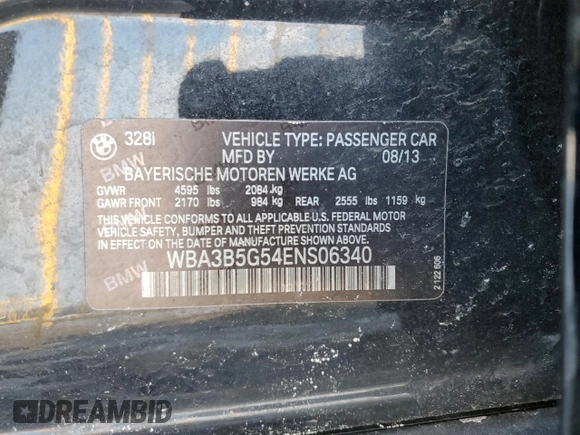 328i VEHICLE TYPE: PASSENGER CAR
MFD BY 08/13
BAYERISCHE MOTOREN WERKE AG
GVWR 4595 lbs 2084 kg
GAWR FRONT 2170 lbs 984 kg REAR 2555 lbs 1159 kg
THIS VEHICLE CONFORMS TO ALL APPLICABLE U.S. FEDERAL MOTOR
VEHICLE SAFETY, BUMPER AND THEFT PREVENTION STANDARDS
IN EFFECT ON THE DATE OF MANUFACTURE SHOWN ABOVE.
WBA3B5G54ENS06340
2 122 606
BMW
BMW
BMW
BMW
DREAMBID